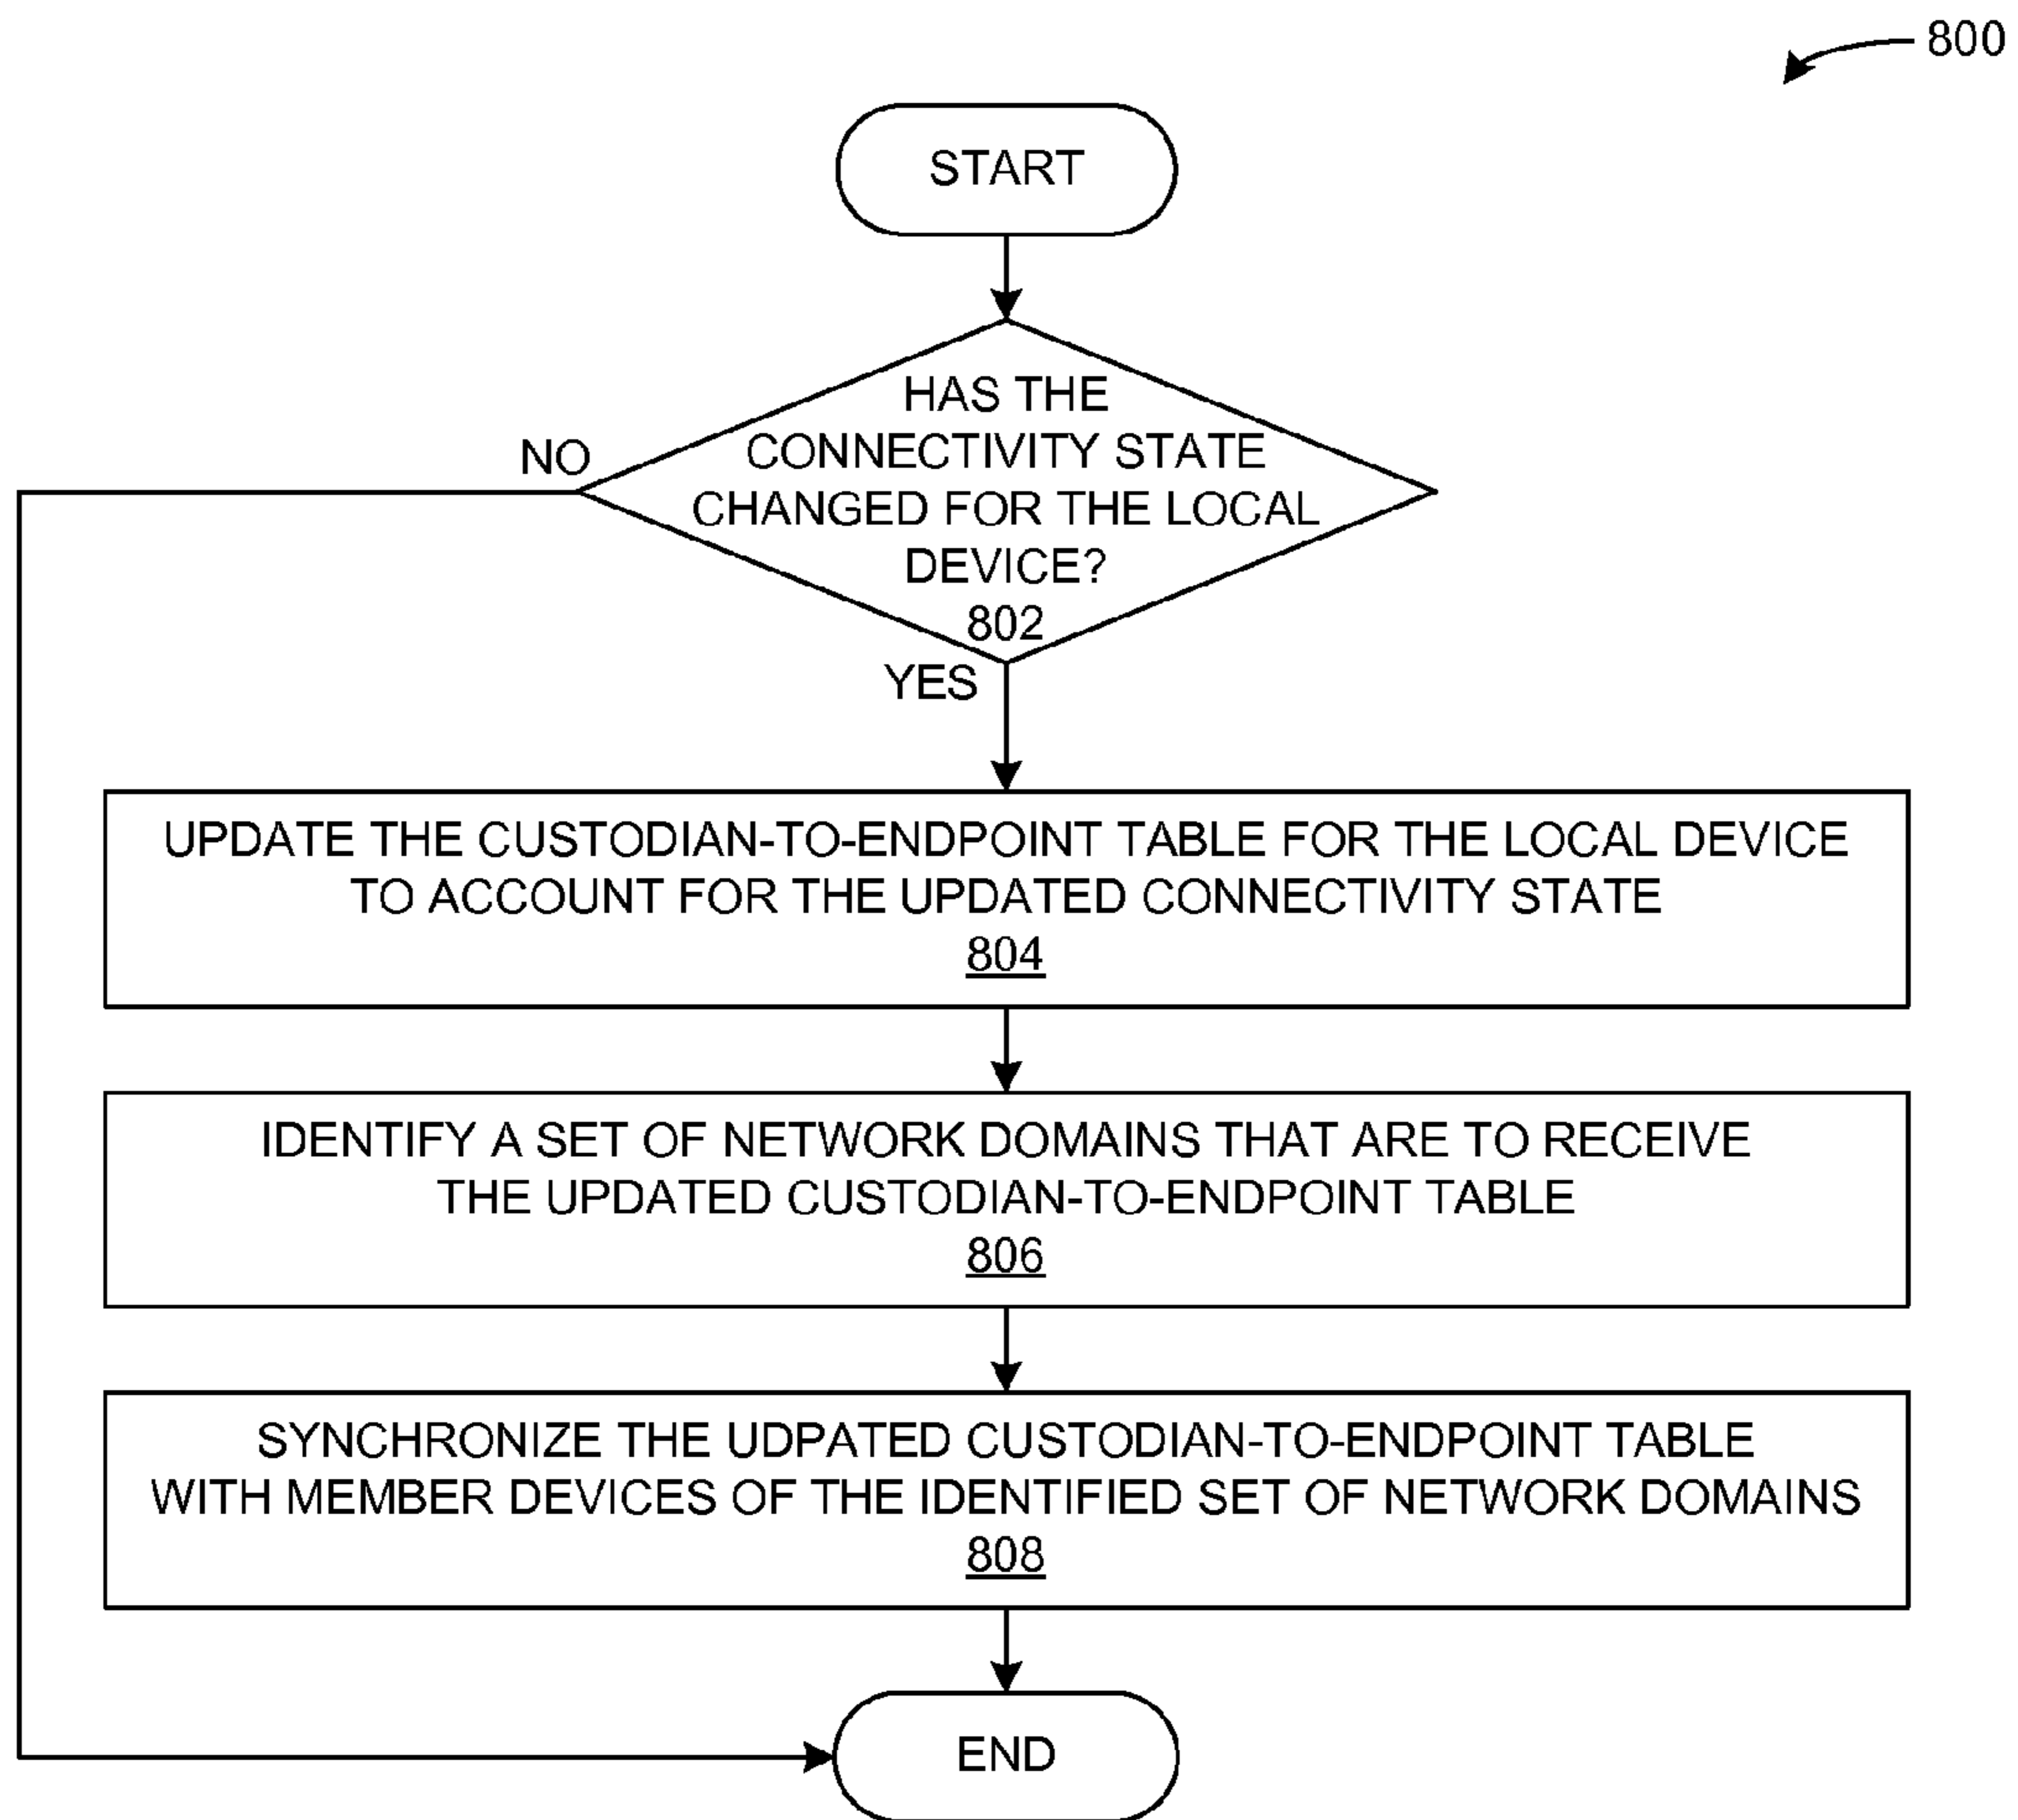 800
START
HAS THE
CONNECTIVITY STATE
CHANGED FOR THE LOCAL
DEVICE?
802
NO
YES
UPDATE THE CUSTODIAN-TO-ENDPOINT TABLE FOR THE LOCAL DEVICE
TO ACCOUNT FOR THE UPDATED CONNECTIVITY STATE
804
IDENTIFY A SET OF NETWORK DOMAINS THAT ARE TO RECEIVE
THE UPDATED CUSTODIAN-TO-ENDPOINT TABLE
806
SYNCHRONIZE THE UDPATED CUSTODIAN-TO-ENDPOINT TABLE
WITH MEMBER DEVICES OF THE IDENTIFIED SET OF NETWORK DOMAINS
808
END